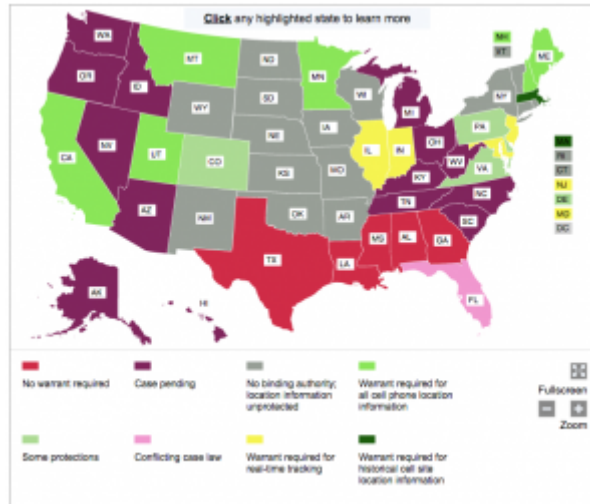 Click any highlighted state to learn more
WA
OR
ID
MT
ND
MN
SD
WY
WI
MI
NH
VT
ME
NY
NV
CA
UT
CO
NE
IA
KS
MO
IL
IN
OH
PA
WV
VA
KY
NC
TN
SC
AZ
NM
OK
AR
TX
LA
MS
AL
GA
FL
AK
HI
MA
RI
CT
NJ
DE
MD
DC
No warrant required
Case pending
No binding authority;
location information
unprotected
Warrant required for
all cell phone location
information
Fullscreen
Zoom
Some protections
Conflicting case law
Warrant required for
real-time tracking
Warrant required for
historical cell site
location information